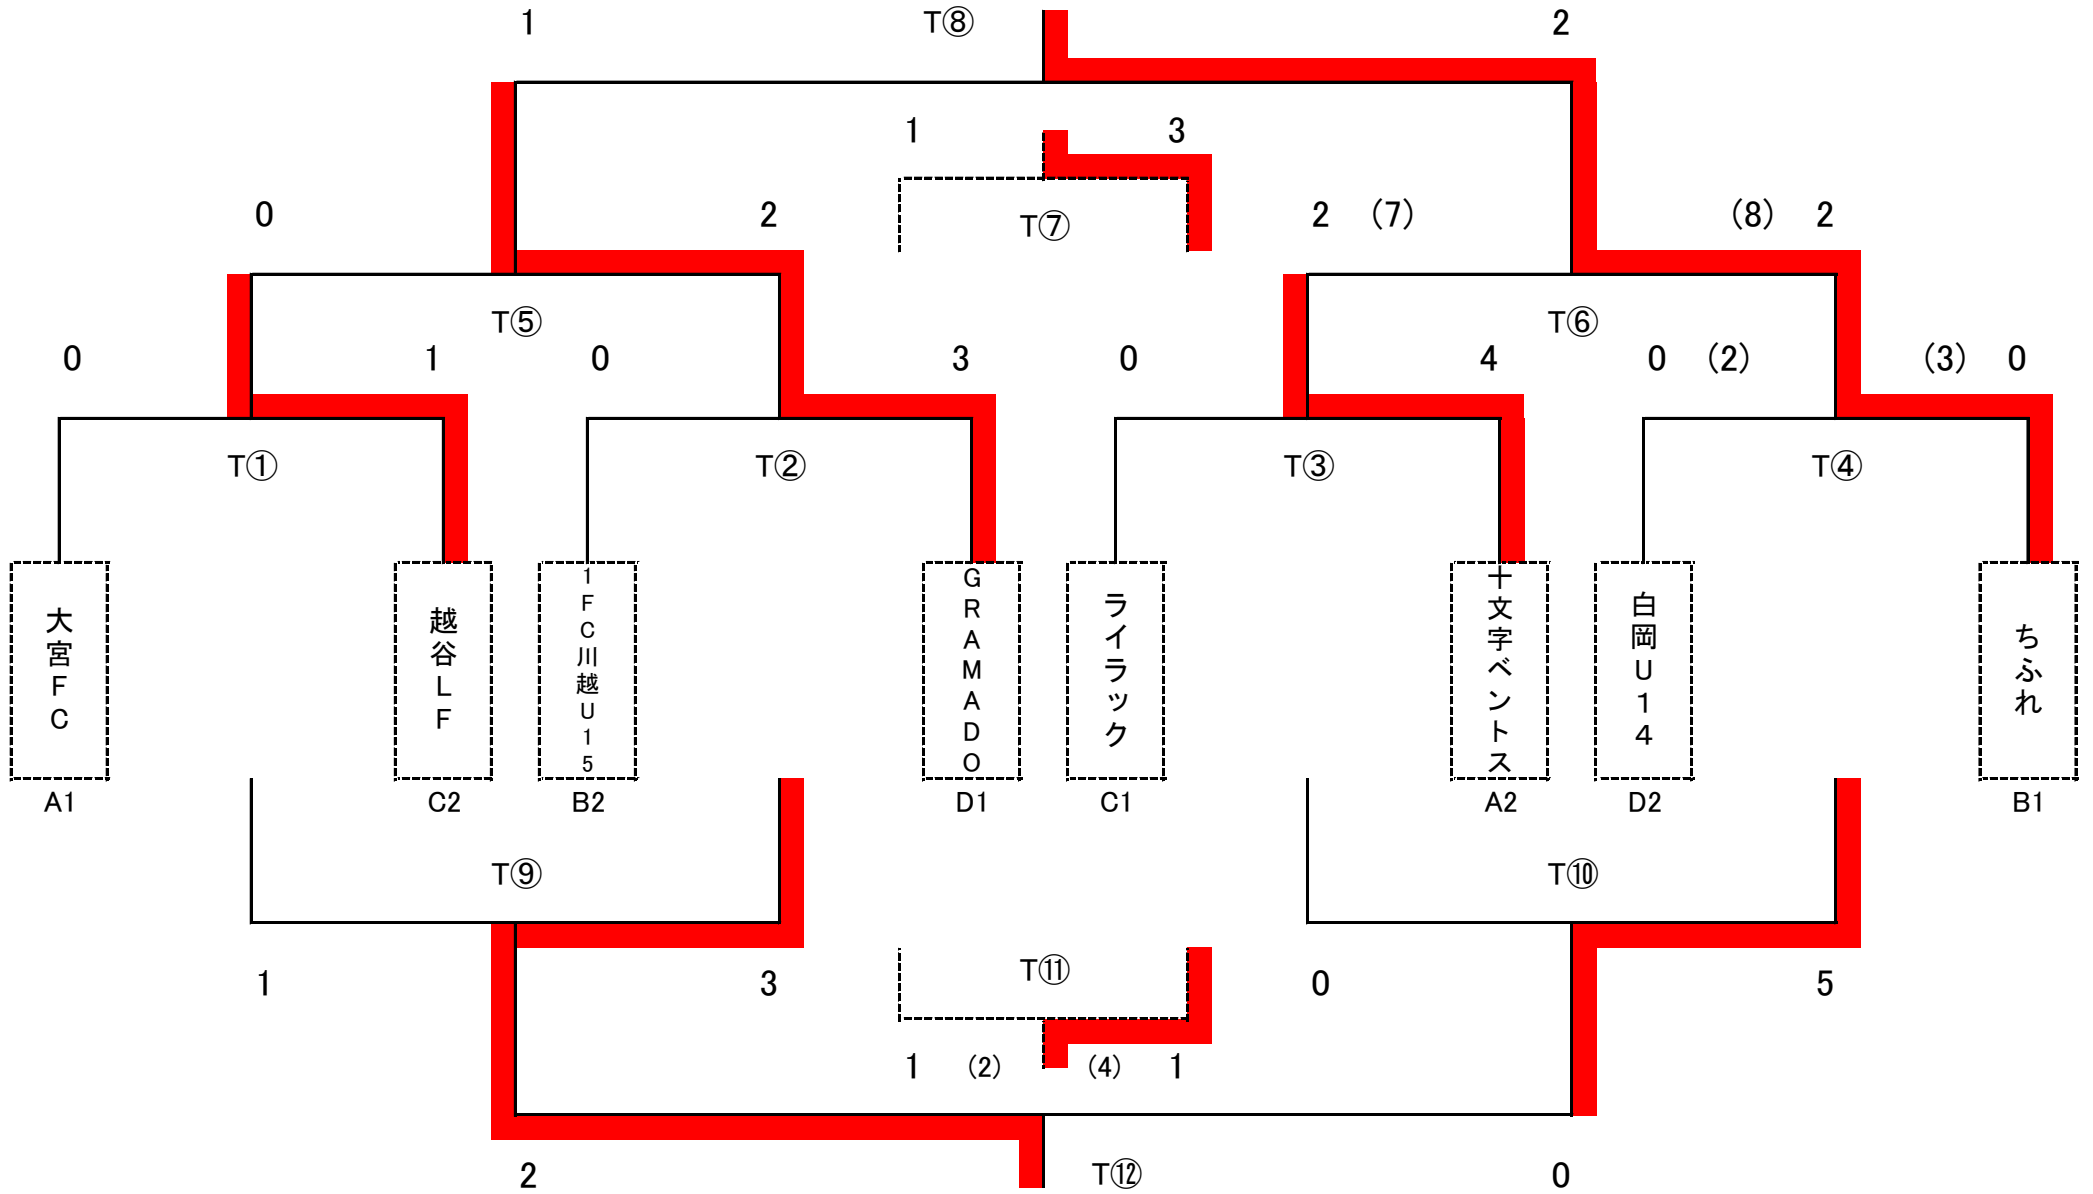 1 T⑧ 2
1 3
0 2 T⑦ 2 (7) (8) 2
T⑤ T⑥
0 1 0 3 0 4 0 (2) (3) 0
T① T② T③ T④
大宮FC
越谷LF
1FC川越U15
GRAMADO
ライラック
十文字ベントス
白岡U14
ちふれ
A1 C2 B2 D1 C1 A2 D2 B1
T⑨ T⑩
1 3 T⑪ 0 5
1 (2) (4) 1
2 T⑫ 0